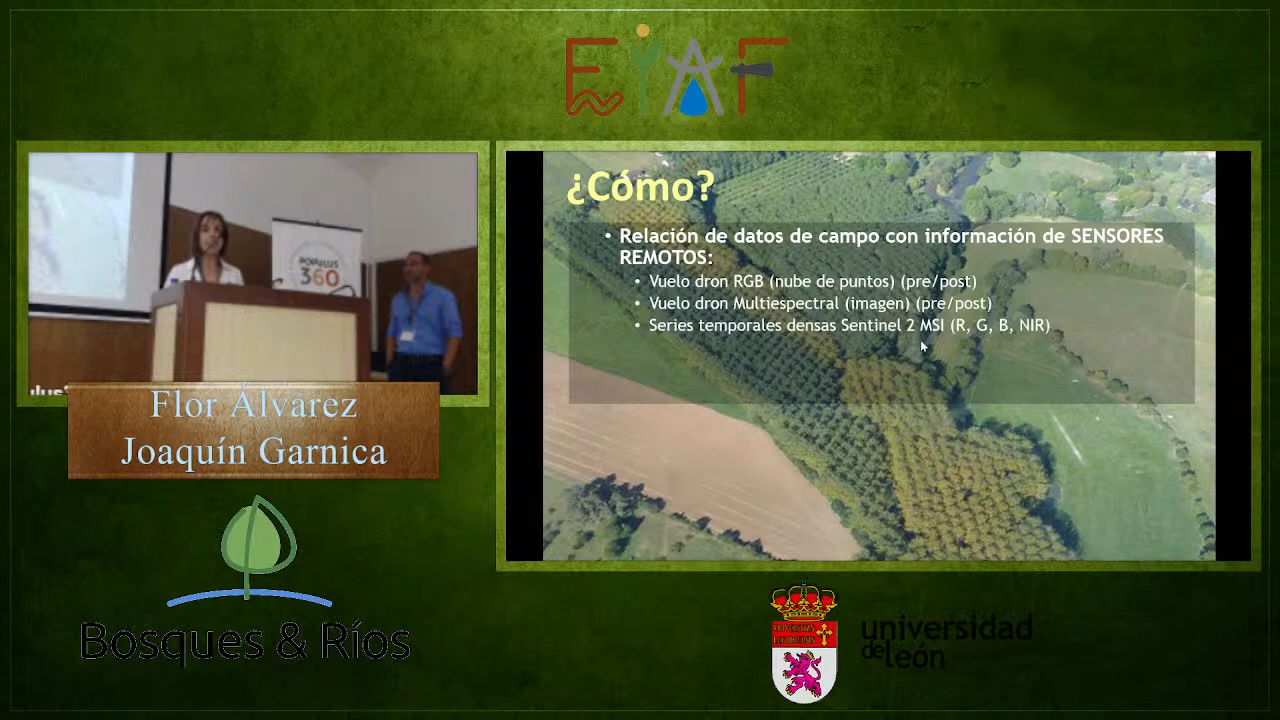 EIAF
¿Cómo?
• Relación de datos de campo con información de SENSORES
REMOTOS:
• Vuelo dron RGB (nube de puntos) (pre/post)
• Vuelo dron Multiespectral (imagen) (pre/post)
• Series temporales densas Sentinel 2 MSI (R, G, B, NIR)
POPULUS
360
Flor Álvarez
Joaquín Garnica
Bosques & Ríos
universidad
de león